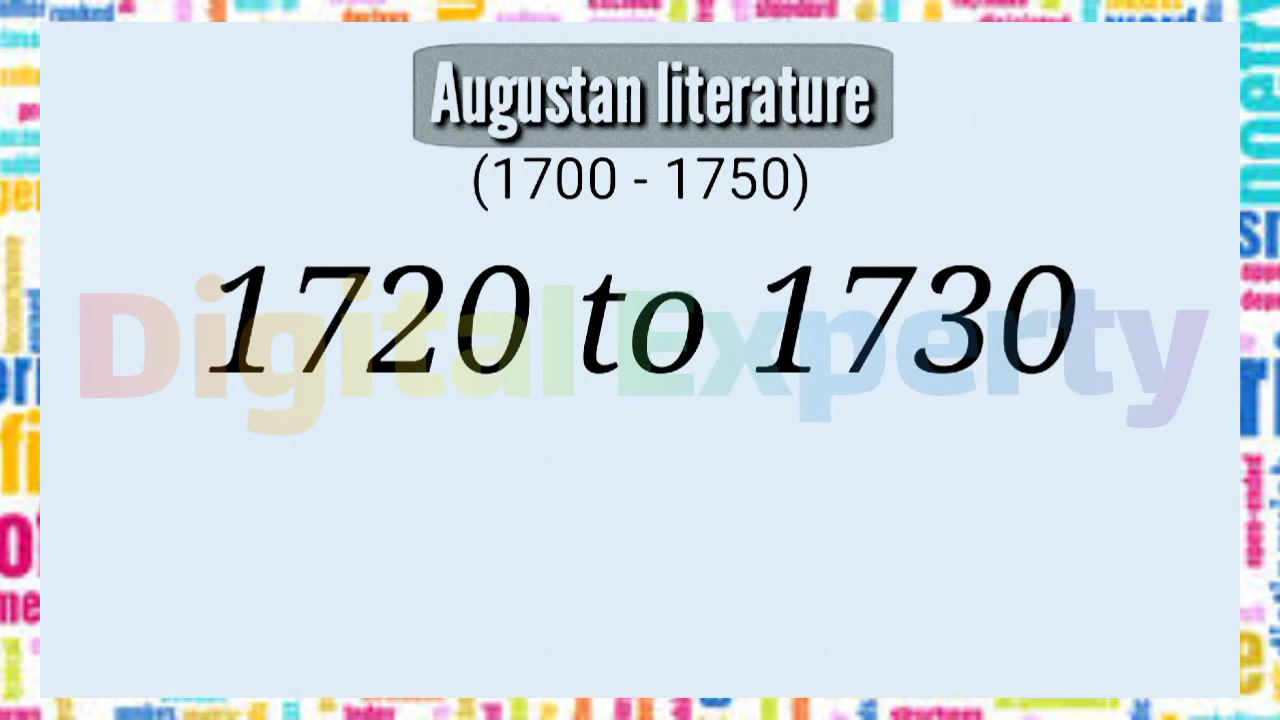 Augustan literature
(1700 - 1750)
1720 to 1730
Digital Experty